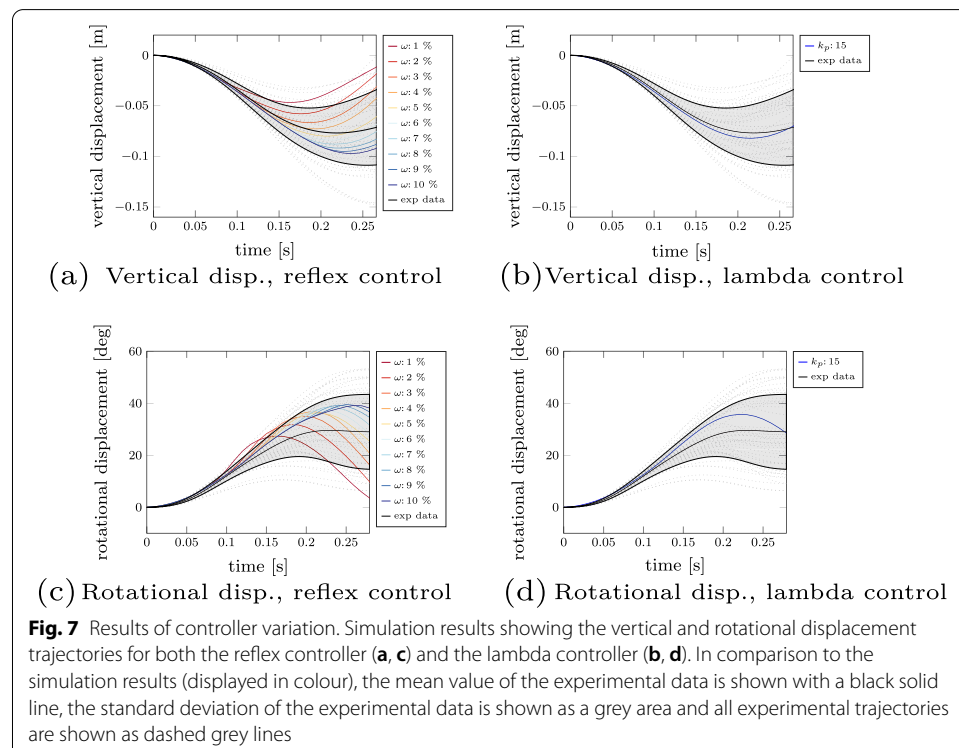 vertical displacement [m]
0
−0.05
−0.1
−0.15
0 0.05 0.1 0.15 0.2 0.25
time [s]
ω: 1 %
ω: 2 %
ω: 3 %
ω: 4 %
ω: 5 %
ω: 6 %
ω: 7 %
ω: 8 %
ω: 9 %
ω: 10 %
exp data
(a) Vertical disp., reflex control
vertical displacement [m]
0
−0.05
−0.1
−0.15
0 0.05 0.1 0.15 0.2 0.25
time [s]
kₚ: 15
exp data
(b) Vertical disp., lambda control
rotational displacement [deg]
60
40
20
0
0 0.05 0.1 0.15 0.2 0.25
time [s]
ω: 1 %
ω: 2 %
ω: 3 %
ω: 4 %
ω: 5 %
ω: 6 %
ω: 7 %
ω: 8 %
ω: 9 %
ω: 10 %
exp data
(c) Rotational disp., reflex control
rotational displacement [deg]
60
40
20
0
0 0.05 0.1 0.15 0.2 0.25
time [s]
kₚ: 15
exp data
(d) Rotational disp., lambda control
Fig. 7 Results of controller variation. Simulation results showing the vertical and rotational displacement
trajectories for both the reflex controller (a, c) and the lambda controller (b, d). In comparison to the
simulation results (displayed in colour), the mean value of the experimental data is shown with a black solid
line, the standard deviation of the experimental data is shown as a grey area and all experimental trajectories
are shown as dashed grey lines